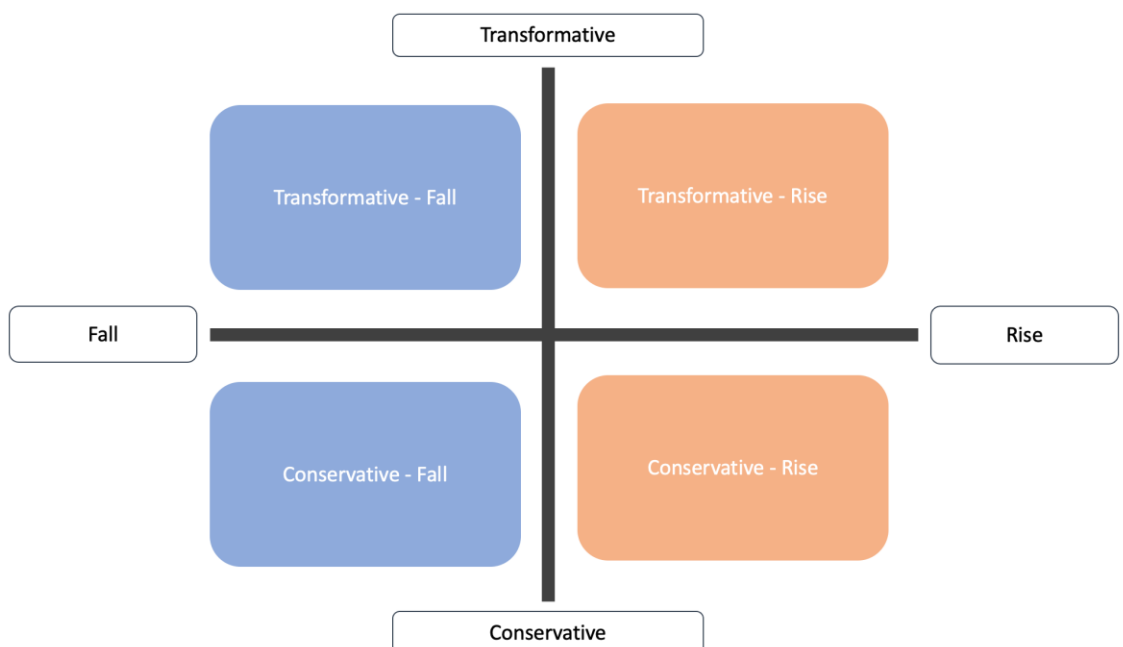 Transformative
Transformative - Fall
Transformative - Rise
Fall
Rise
Conservative - Fall
Conservative - Rise
Conservative